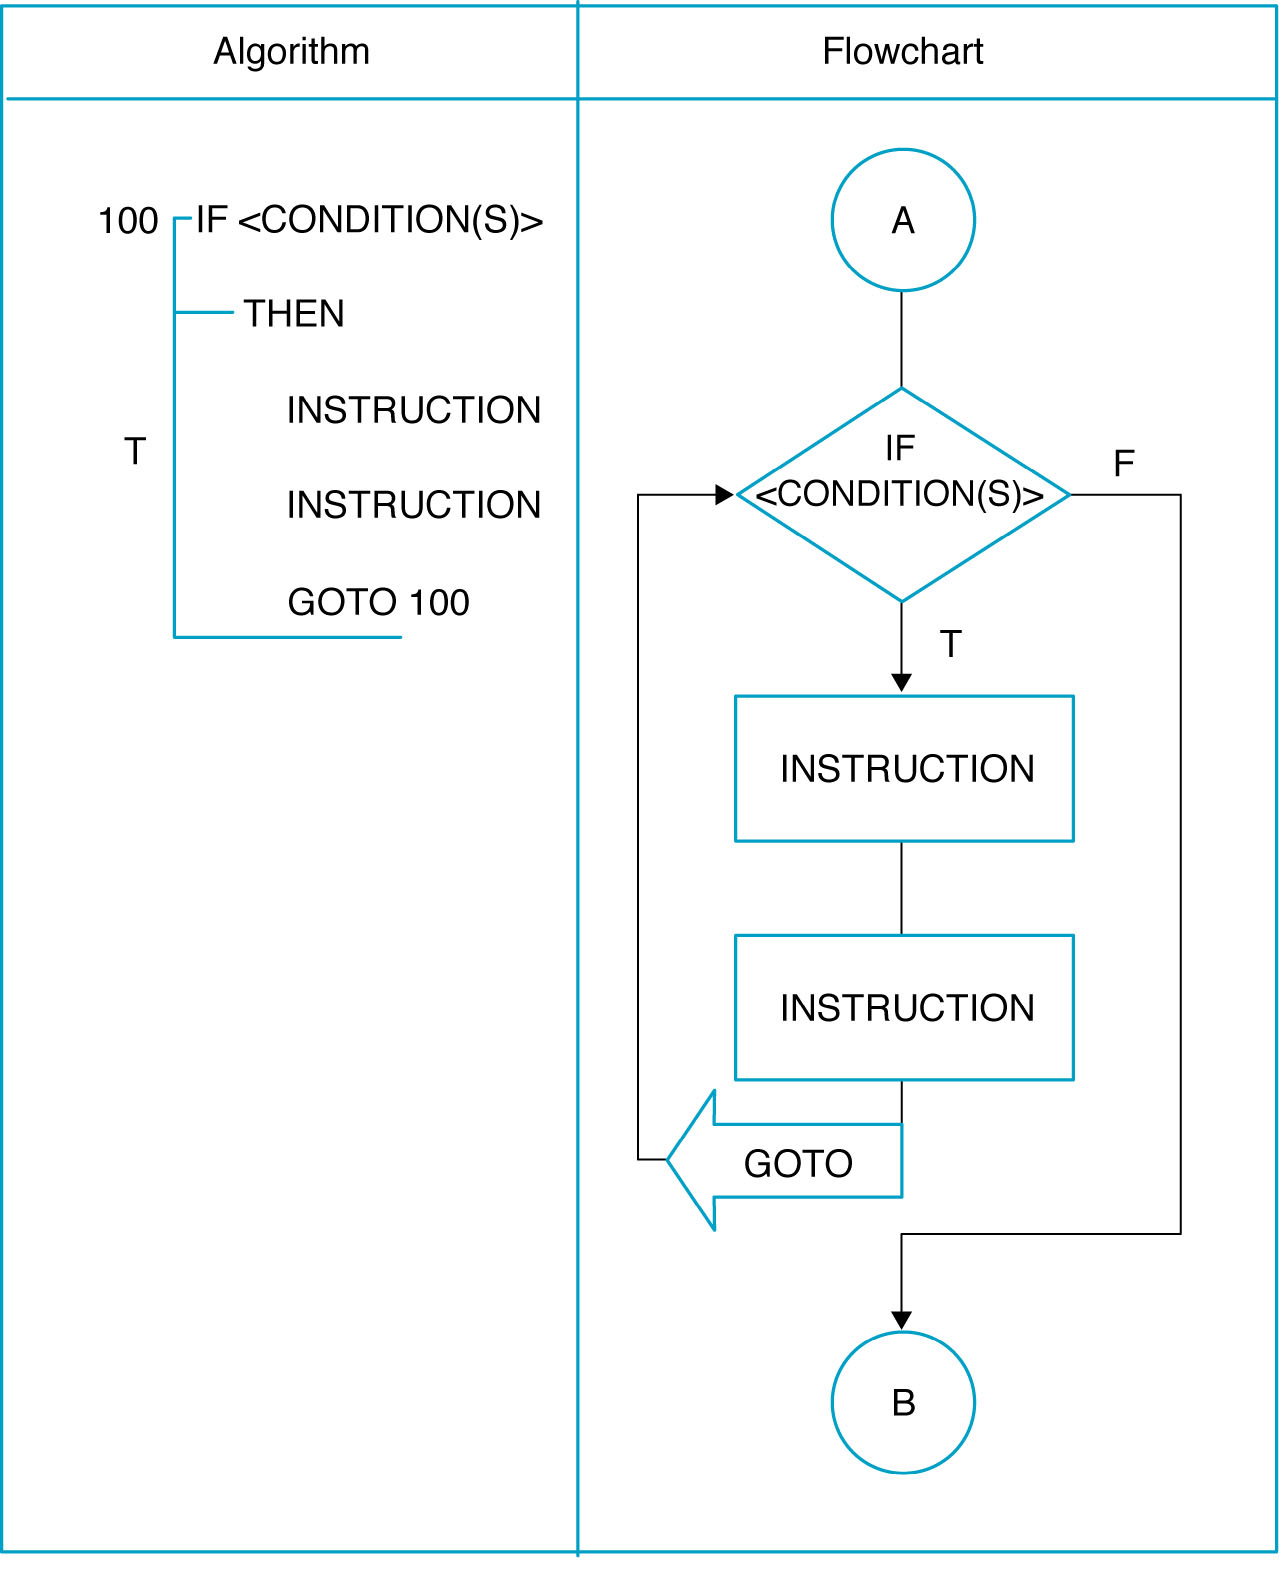 Algorithm
Flowchart
100 IF <CONDITION(S)>
THEN
INSTRUCTION
T
INSTRUCTION
GOTO 100
A
IF
<CONDITION(S)>
F
T
INSTRUCTION
INSTRUCTION
GOTO
B